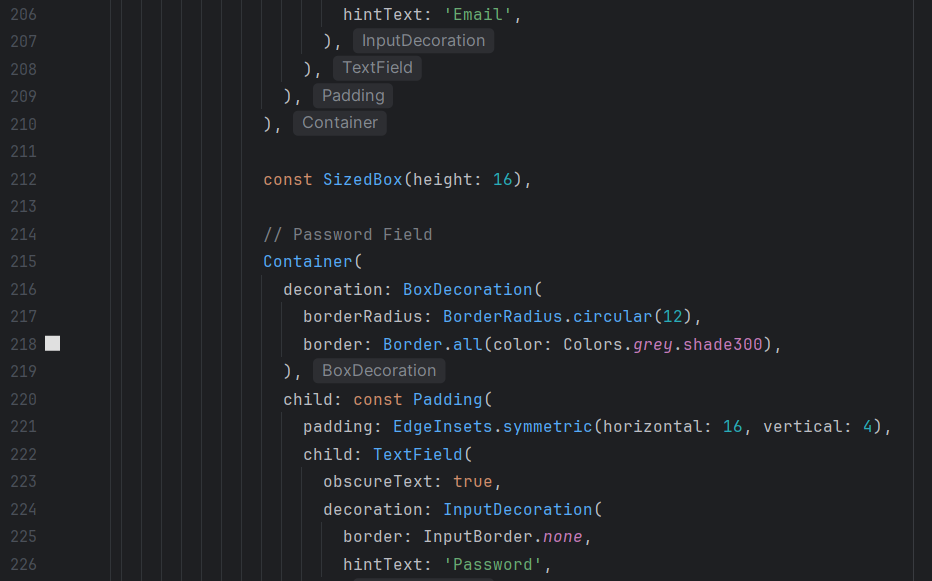 206 hintText: 'Email',
207 ), InputDecoration
208 ), TextField
209 ), Padding
210 ), Container
211
212 const SizedBox(height: 16),
213
214 // Password Field
215 Container(
216 decoration: BoxDecoration(
217 borderRadius: BorderRadius.circular(12),
218 border: Border.all(color: Colors.grey.shade300),
219 ), BoxDecoration
220 child: const Padding(
221 padding: EdgeInsets.symmetric(horizontal: 16, vertical: 4),
222 child: TextField(
223 obscureText: true,
224 decoration: InputDecoration(
225 border: InputBorder.none,
226 hintText: 'Password',